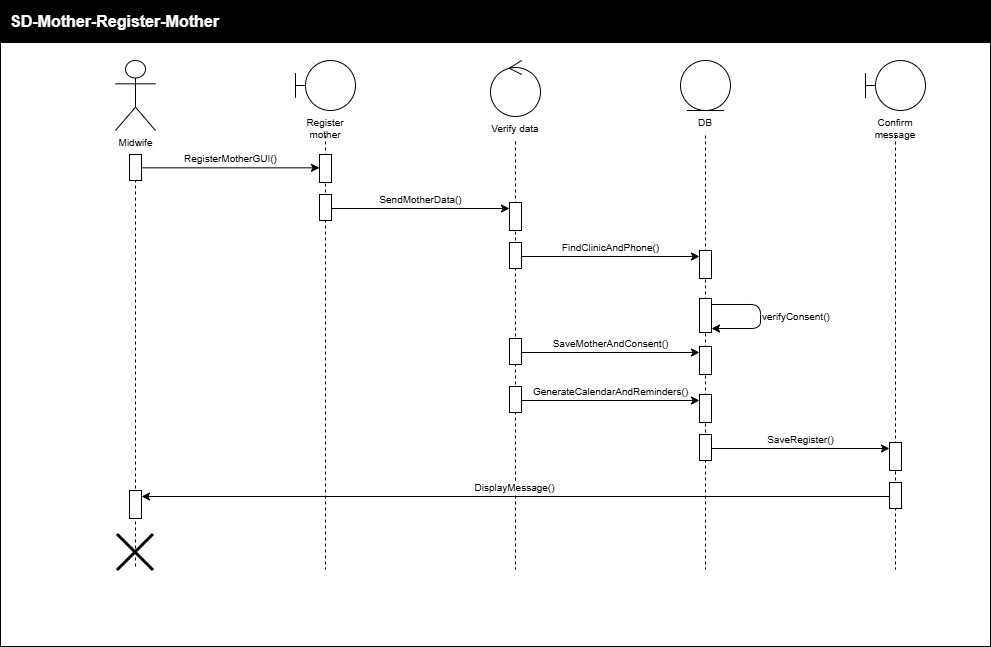 SD-Mother-Register-Mother
Midwife
Register
mother
Verify data
DB
Confirm
message
RegisterMotherGUI()
SendMotherData()
FindClinicAndPhone()
verifyConsent()
SaveMotherAndConsent()
GenerateCalendarAndReminders()
SaveRegister()
DisplayMessage()